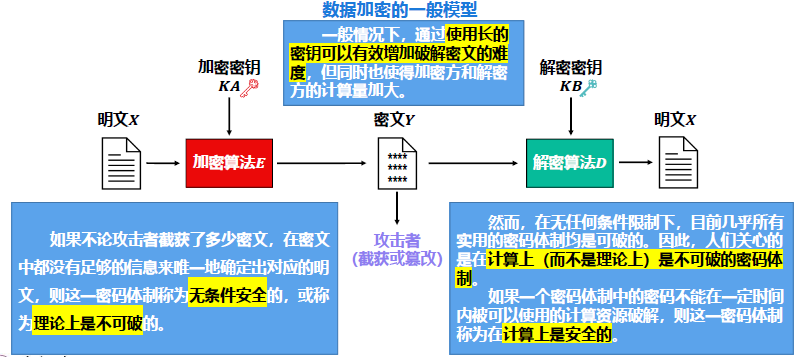 数据加密的一般模型
一般情况下，通过使用长的
密钥可以有效增加破解密文的难
度，但同时也使得加密方和解密
方的计算量加大。
加密密钥
KA
解密密钥
KB
明文X
密文Y
明文X
加密算法E
****
****
****
解密算法D
攻击者
（截获或篡改）
如果不论攻击者截获了多少密文，在密文
中都没有足够的信息来唯一地确定出对应的明
文，则这一密码体制称为无条件安全的，或称
为理论上是不可破的。
然而，在无任何条件限制下，目前几乎所有
实用的密码体制均是可破的。因此，人们关心的
是在计算上（而不是理论上）是不可破的密码体
制。
如果一个密码体制中的密码不能在一定时间
内被可以使用的计算资源破解，则这一密码体制
称为在计算上是安全的。